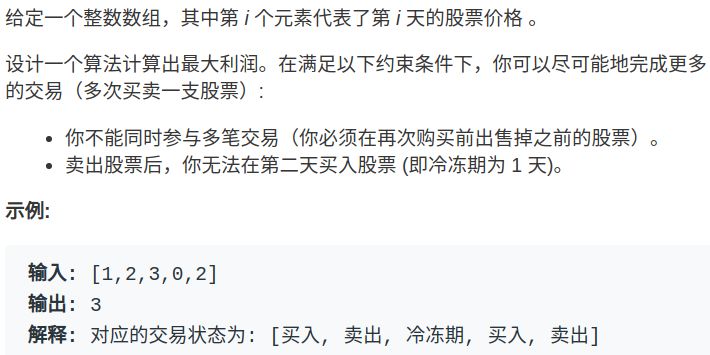 给定一个整数数组，其中第 i 个元素代表了第 i 天的股票价格 。
设计一个算法计算出最大利润。在满足以下约束条件下，你可以尽可能地完成更多
的交易（多次买卖一支股票）:
• 你不能同时参与多笔交易（你必须在再次购买前出售掉之前的股票）。
• 卖出股票后，你无法在第二天买入股票 (即冷冻期为 1 天)。
示例:
输入: [1,2,3,0,2]
输出: 3
解释: 对应的交易状态为: [买入, 卖出, 冷冻期, 买入, 卖出]